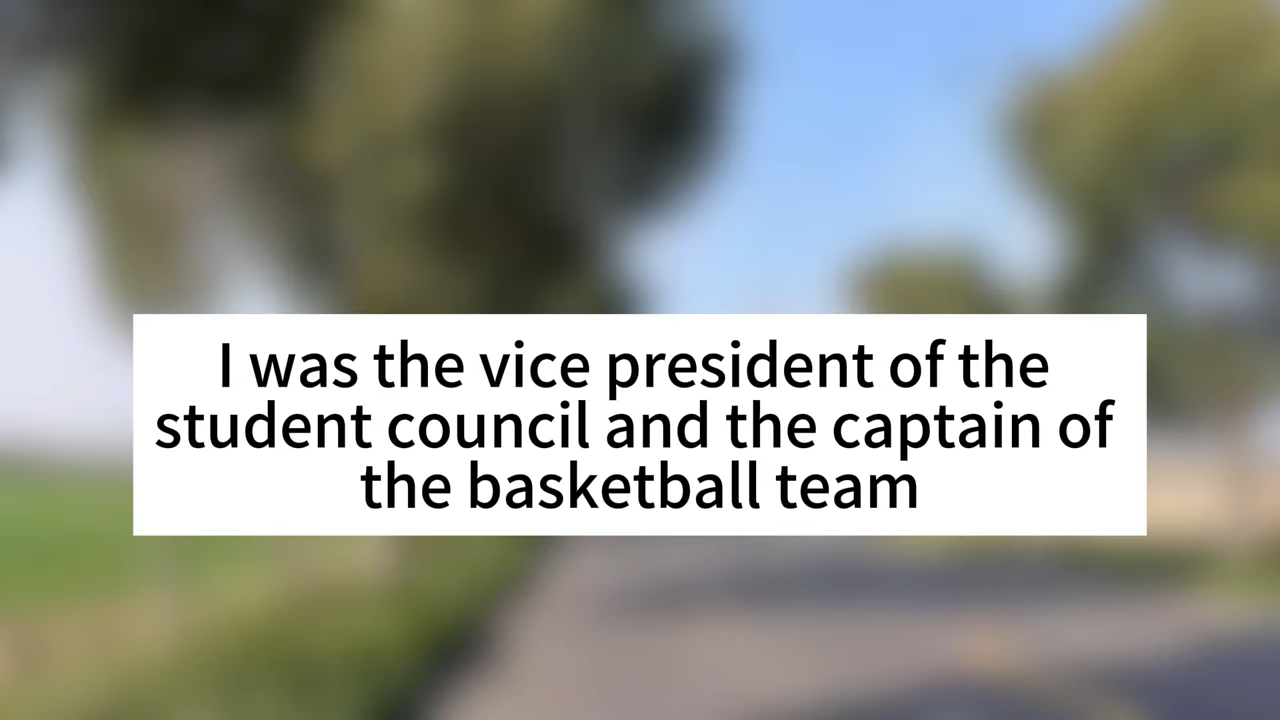 I was the vice president of the
student council and the captain of
the basketball team